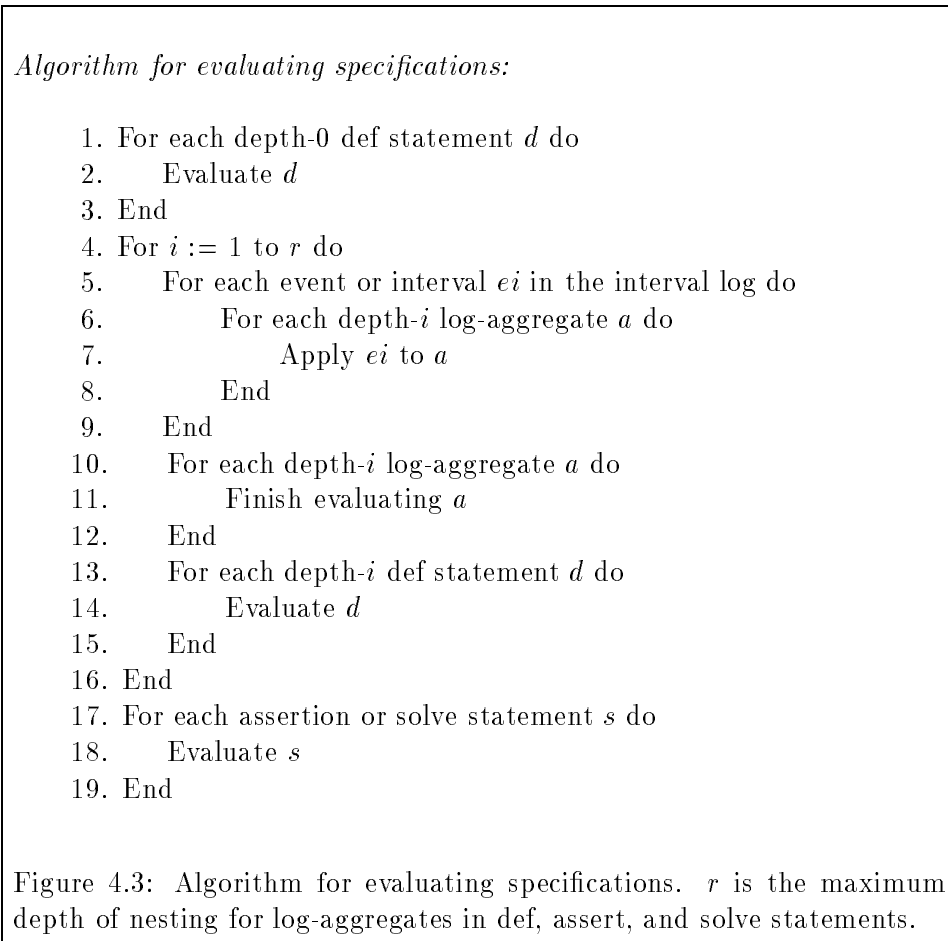 Algorithm for evaluating specifications:
1. For each depth-0 def statement d do
2. Evaluate d
3. End
4. For i := 1 to r do
5. For each event or interval ei in the interval log do
6. For each depth-i log-aggregate a do
7. Apply ei to a
8. End
9. End
10. For each depth-i log-aggregate a do
11. Finish evaluating a
12. End
13. For each depth-i def statement d do
14. Evaluate d
15. End
16. End
17. For each assertion or solve statement s do
18. Evaluate s
19. End
Figure 4.3: Algorithm for evaluating specifications. r is the maximum
depth of nesting for log-aggregates in def, assert, and solve statements.